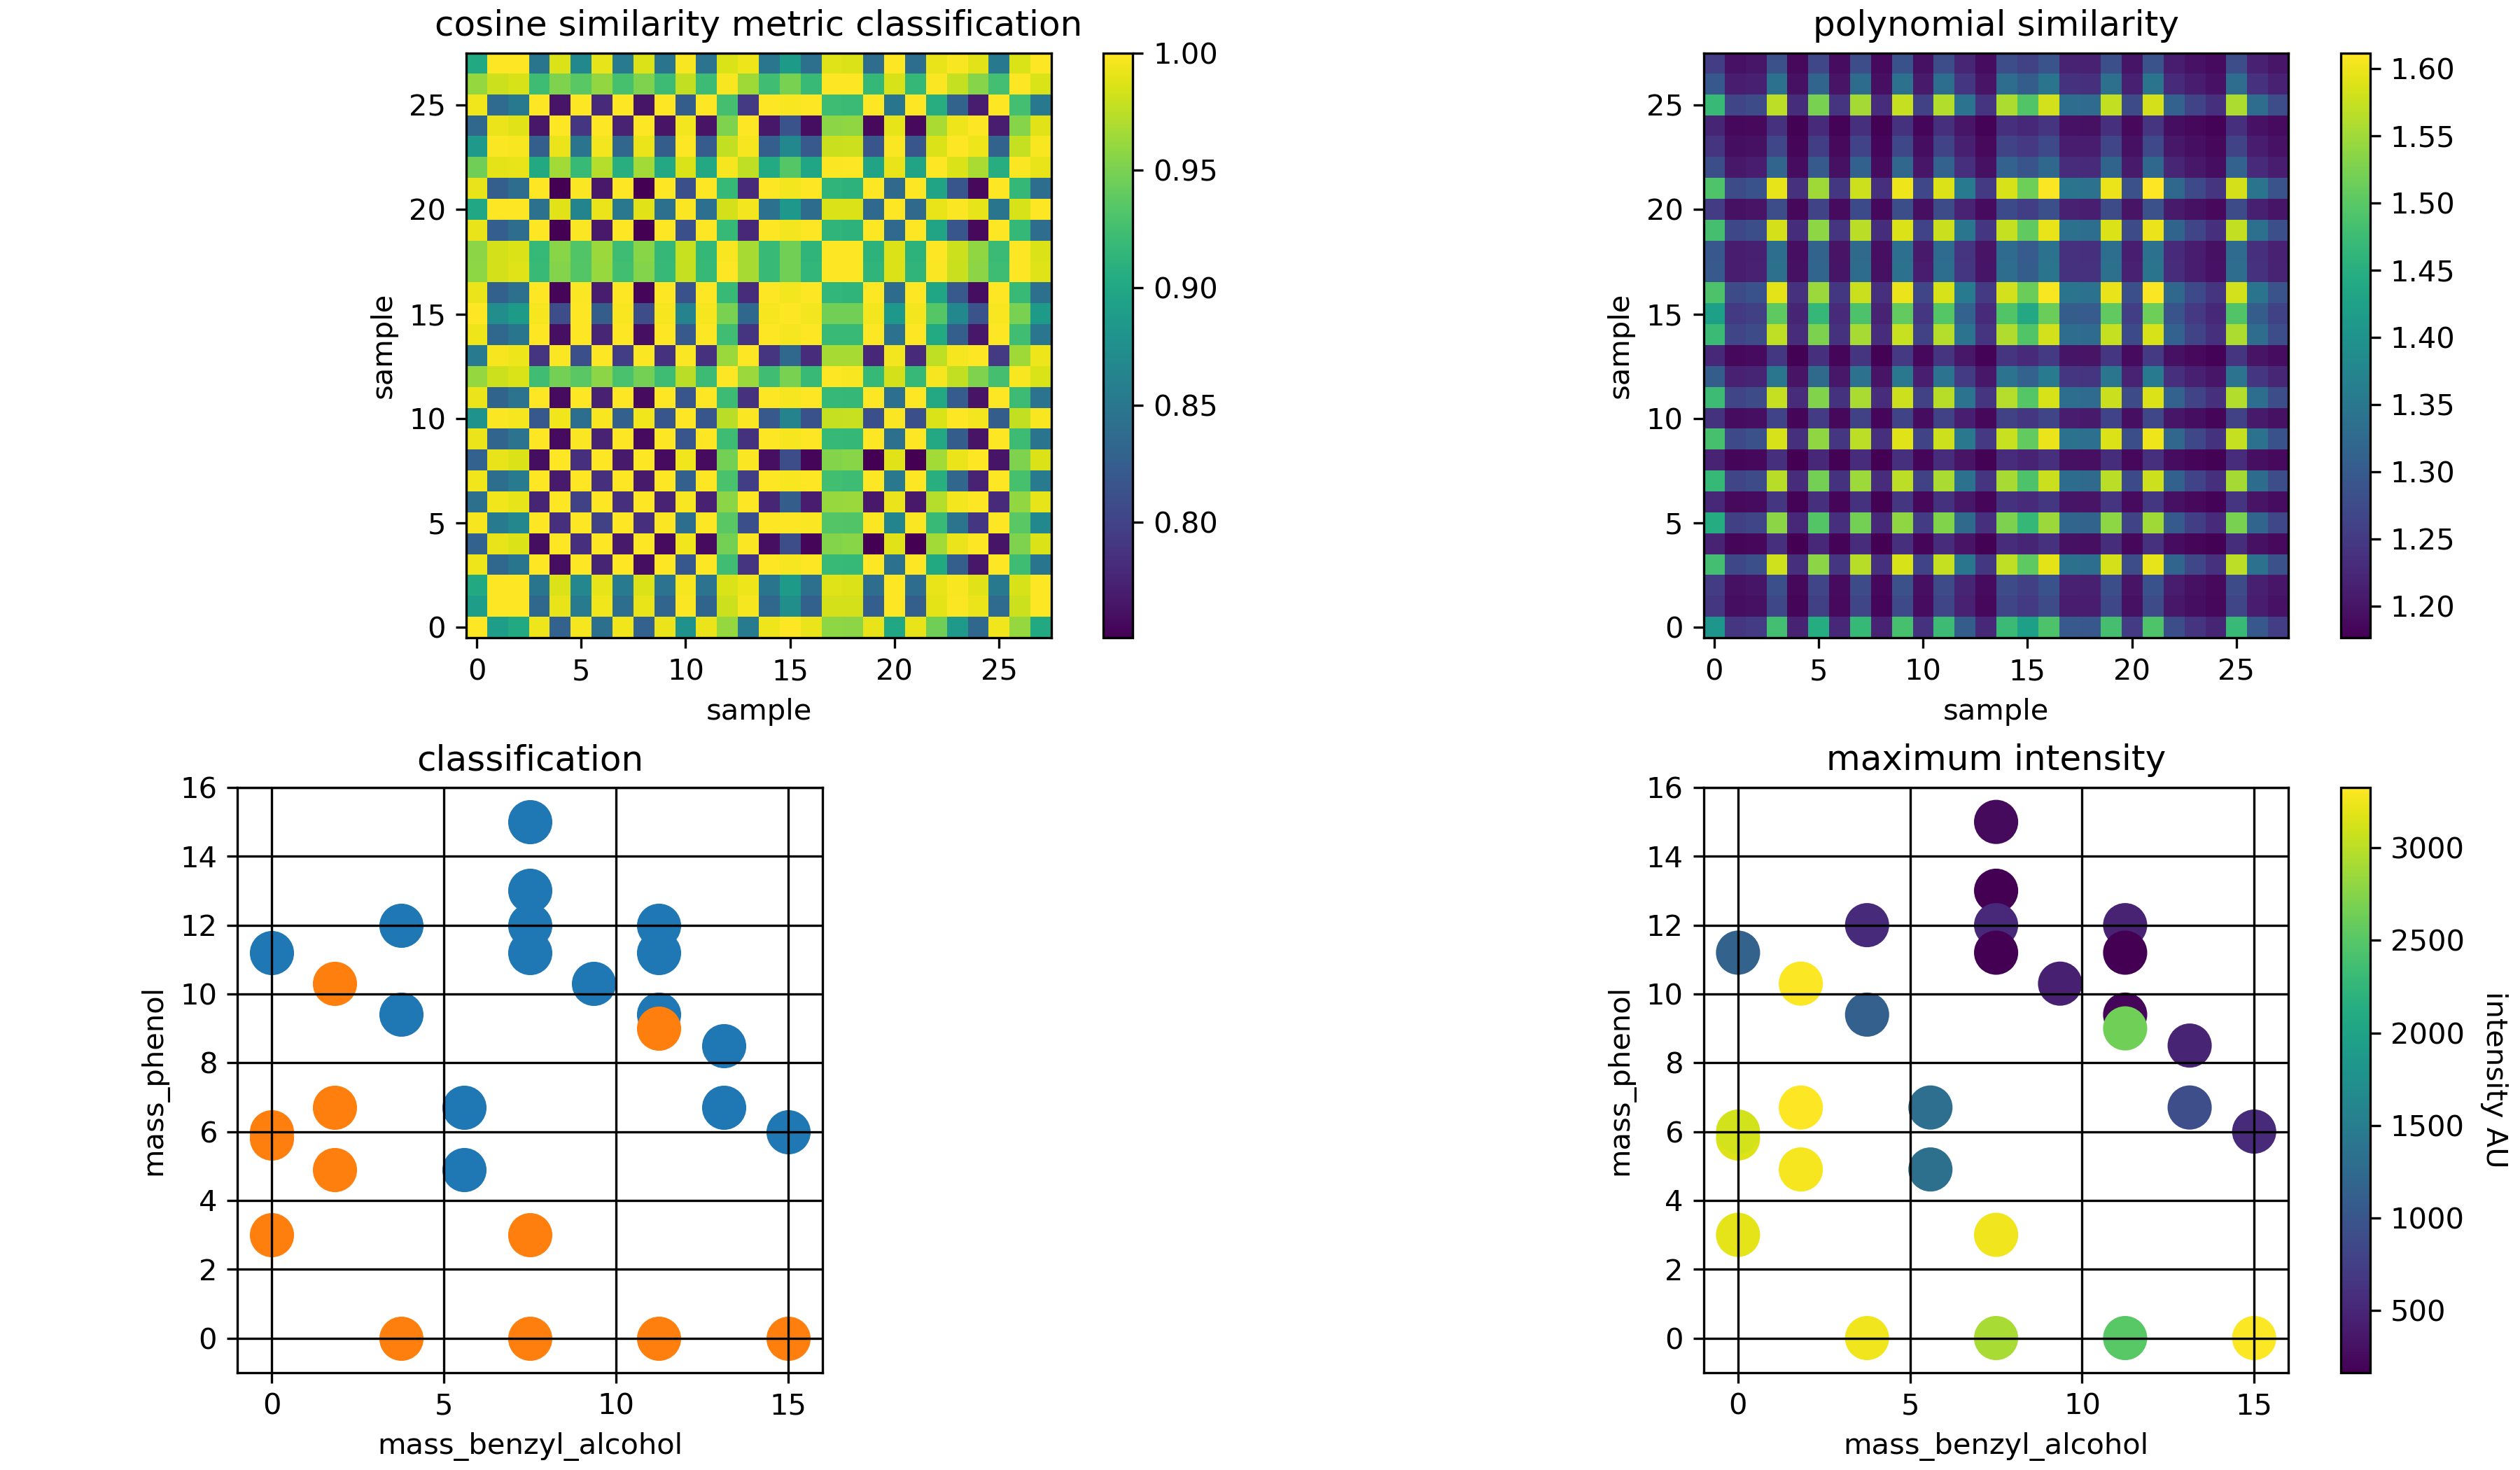 cosine similarity metric classification
25
20
15
10
5
0
sample
0 5 10 15 20 25
sample
1.00
0.95
0.90
0.85
0.80
polynomial similarity
25
20
15
10
5
0
sample
0 5 10 15 20 25
sample
1.60
1.55
1.50
1.45
1.40
1.35
1.30
1.25
1.20
classification
16
14
12
10
8
6
4
2
0
mass_phenol
0 5 10 15
mass_benzyl_alcohol
maximum intensity
16
14
12
10
8
6
4
2
0
mass_phenol
0 5 10 15
mass_benzyl_alcohol
3000
2500
2000
1500
1000
500
intensity AU